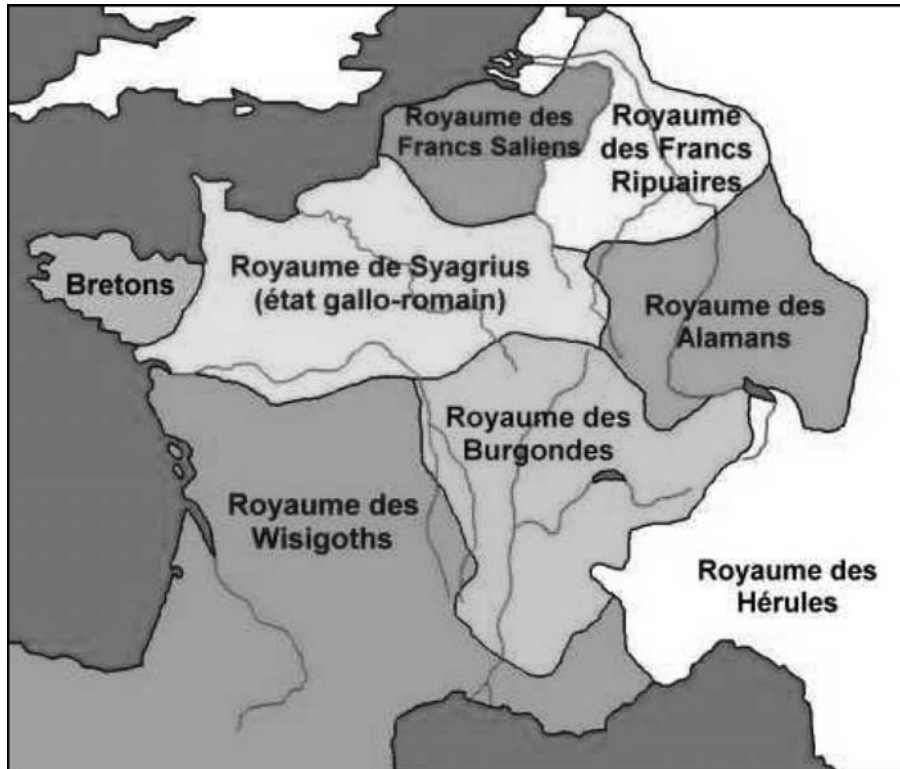 Royaume des
Francs Saliens
Royaume
des Francs
Ripuaires
Bretons
Royaume de Syagrius
(état gallo-romain)
Royaume des
Alamans
Royaume des
Burgondes
Royaume des
Wisigoths
Royaume des
Hérules